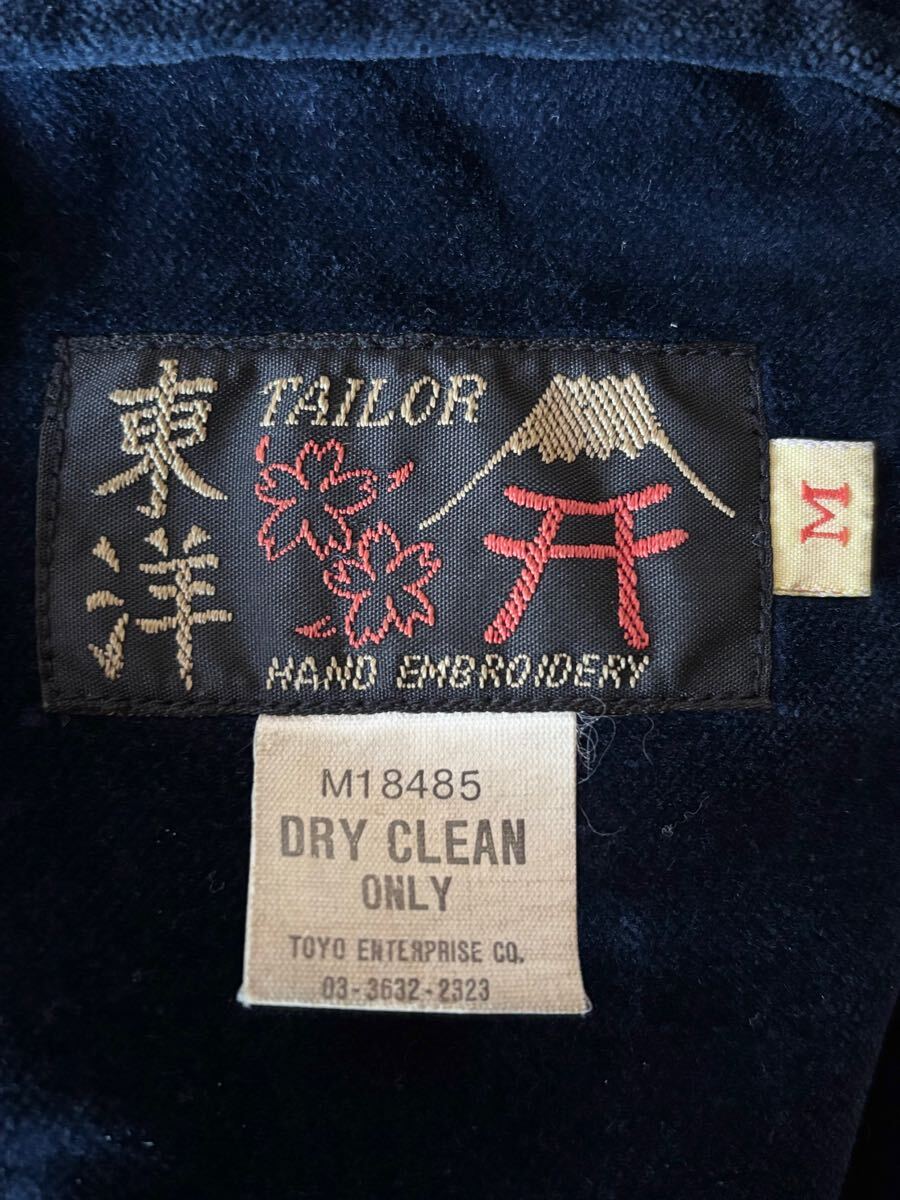 東洋
TAILOR
HAND EMBROIDERY
M
M18485
DRY CLEAN
ONLY
TOYO ENTERPRISE CO.
03-3632-2323